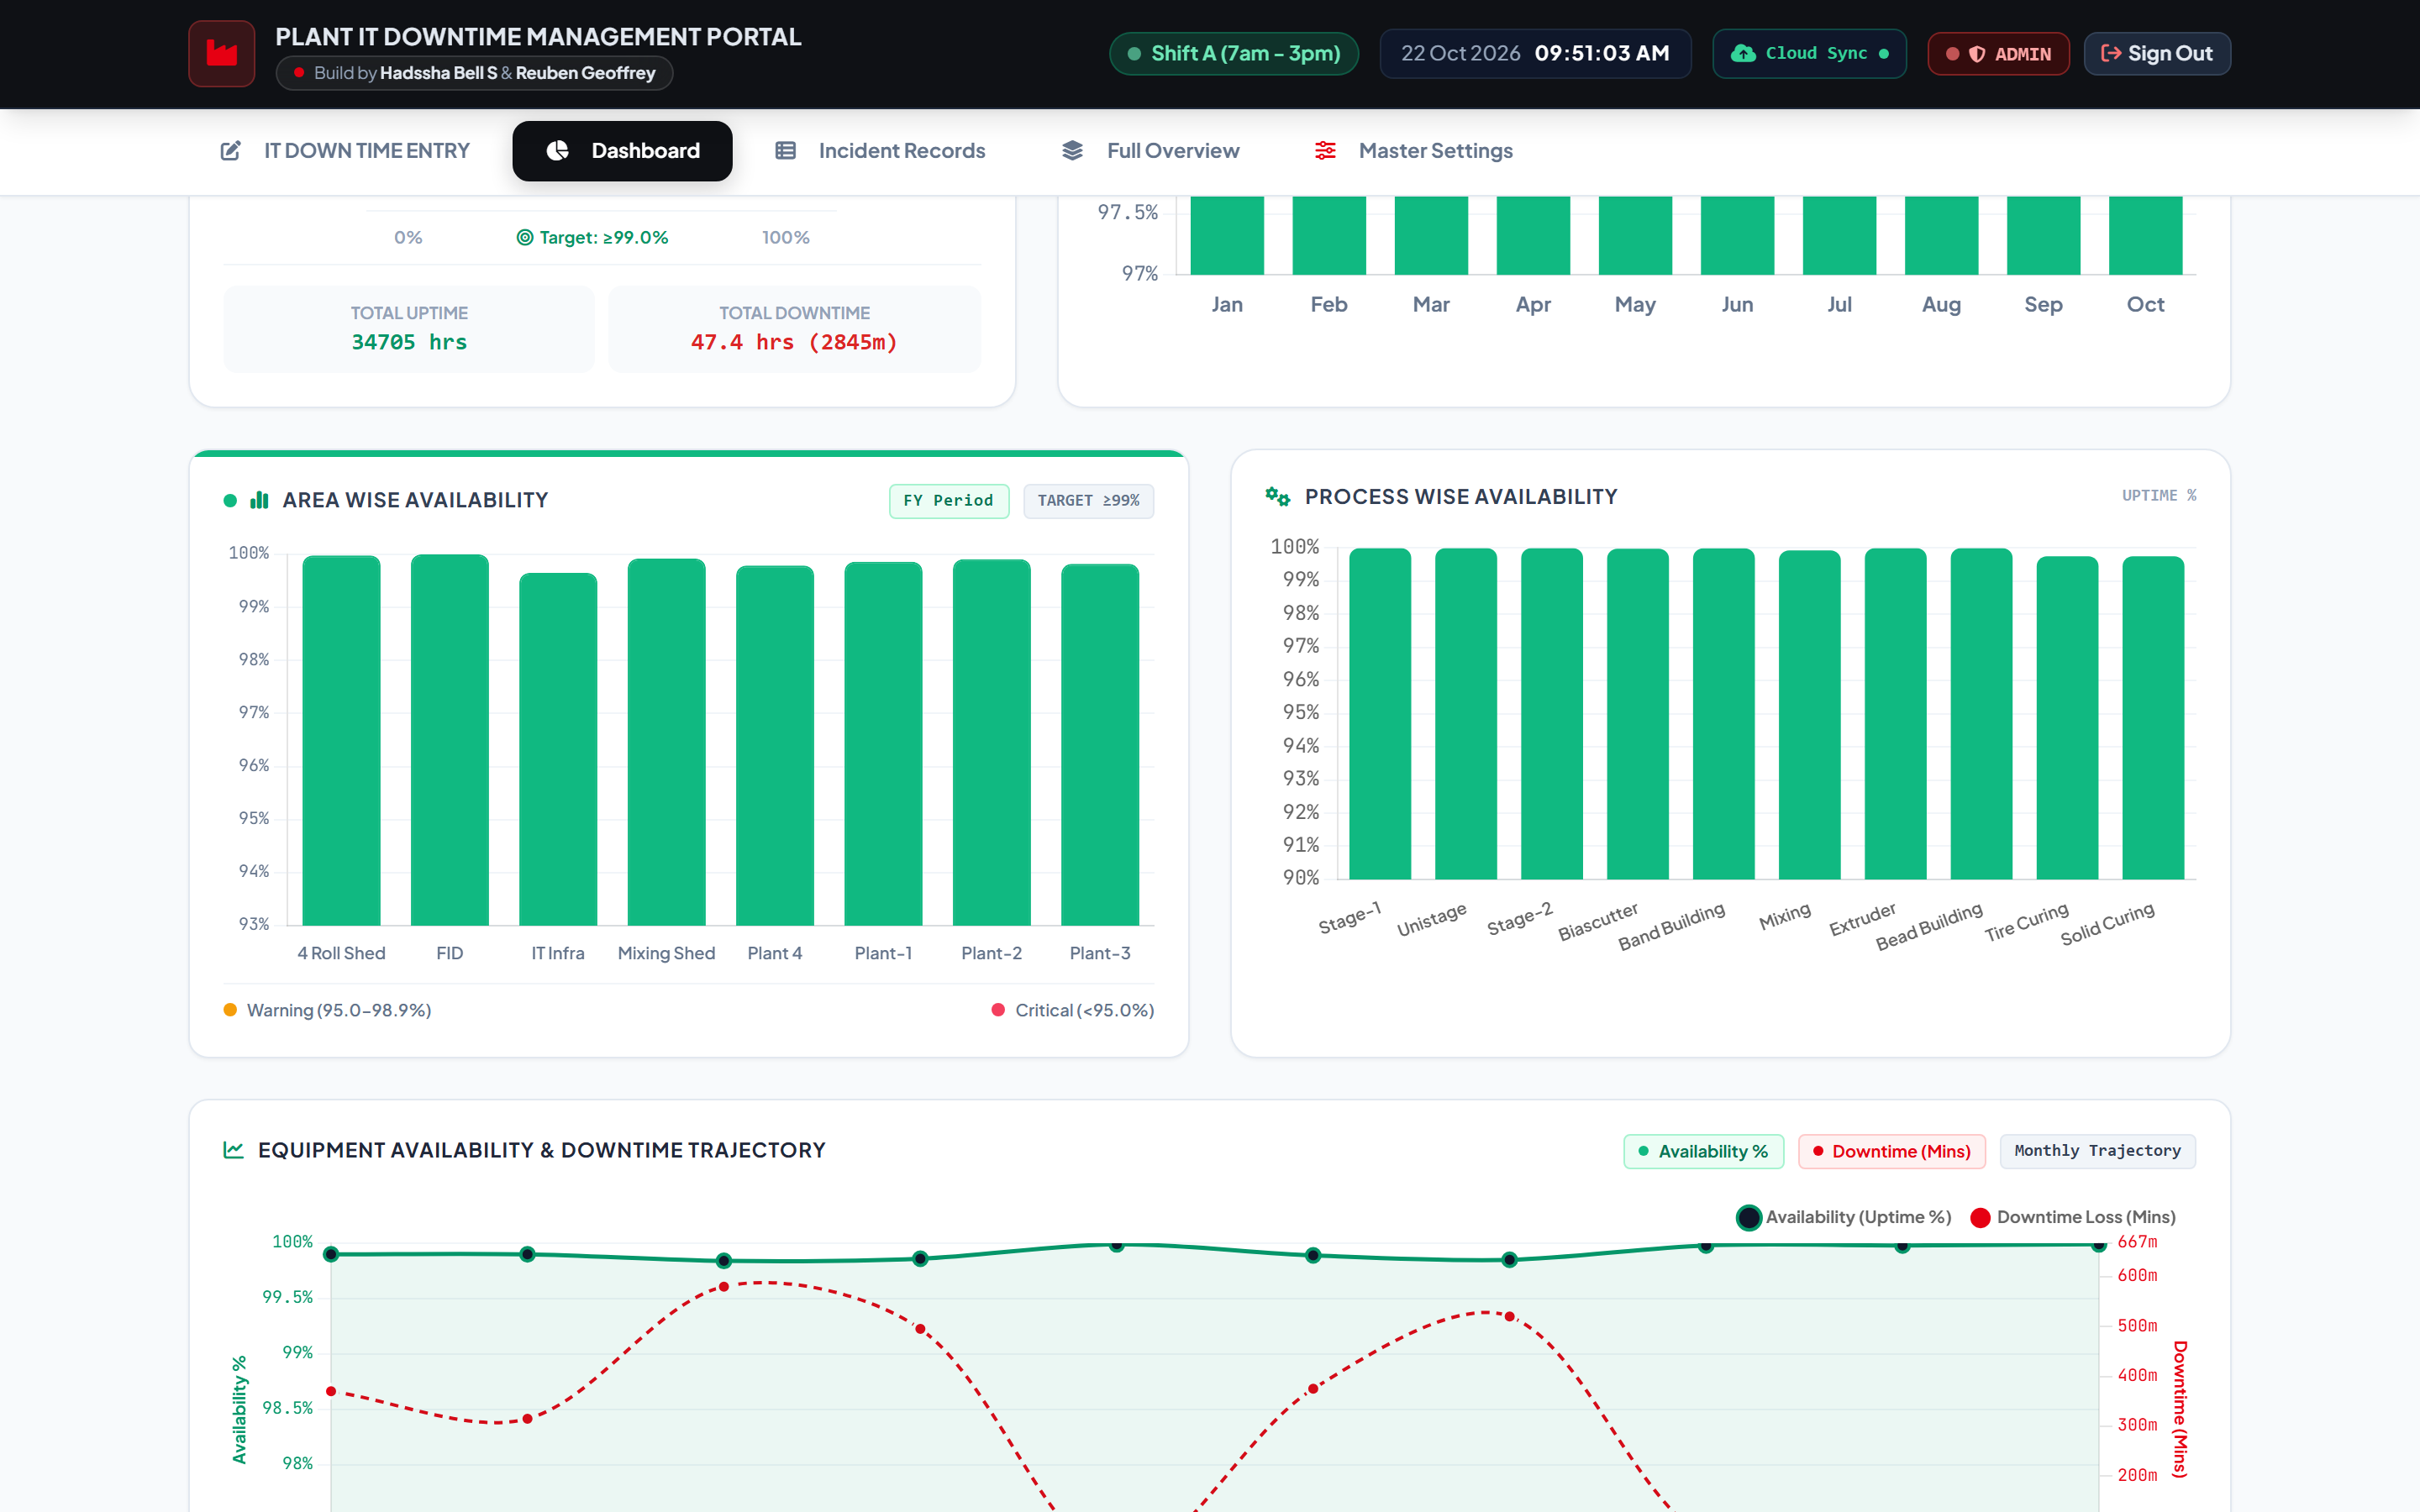 PLANT IT DOWNTIME MANAGEMENT PORTAL
Build by Hadssha Bell S & Reuben Geoffrey
Shift A (7am - 3pm)
22 Oct 2026 09:51:03 AM
Cloud Sync
ADMIN
Sign Out
IT DOWN TIME ENTRY
Dashboard
Incident Records
Full Overview
Master Settings
0%
Target: ≥99.0%
100%
TOTAL UPTIME
34705 hrs
TOTAL DOWNTIME
47.4 hrs (2845m)
97.5%
97%
Jan Feb Mar Apr May Jun Jul Aug Sep Oct
AREA WISE AVAILABILITY
FY Period
TARGET ≥99%
100%
99%
98%
97%
96%
95%
94%
93%
4 Roll Shed FID IT Infra Mixing Shed Plant 4 Plant-1 Plant-2 Plant-3
Warning (95.0-98.9%)
Critical (<95.0%)
PROCESS WISE AVAILABILITY
UPTIME %
100%
99%
98%
97%
96%
95%
94%
93%
92%
91%
90%
Stage-1 Unistage Stage-2 Biascutter Band Building Mixing Extruder Bead Building Tire Curing Solid Curing
EQUIPMENT AVAILABILITY & DOWNTIME TRAJECTORY
Availability %
Downtime (Mins)
Monthly Trajectory
Availability (Uptime %)
Downtime Loss (Mins)
100%
99.5%
99%
98.5%
98%
Availability %
667m
600m
500m
400m
300m
200m
Downtime (Mins)